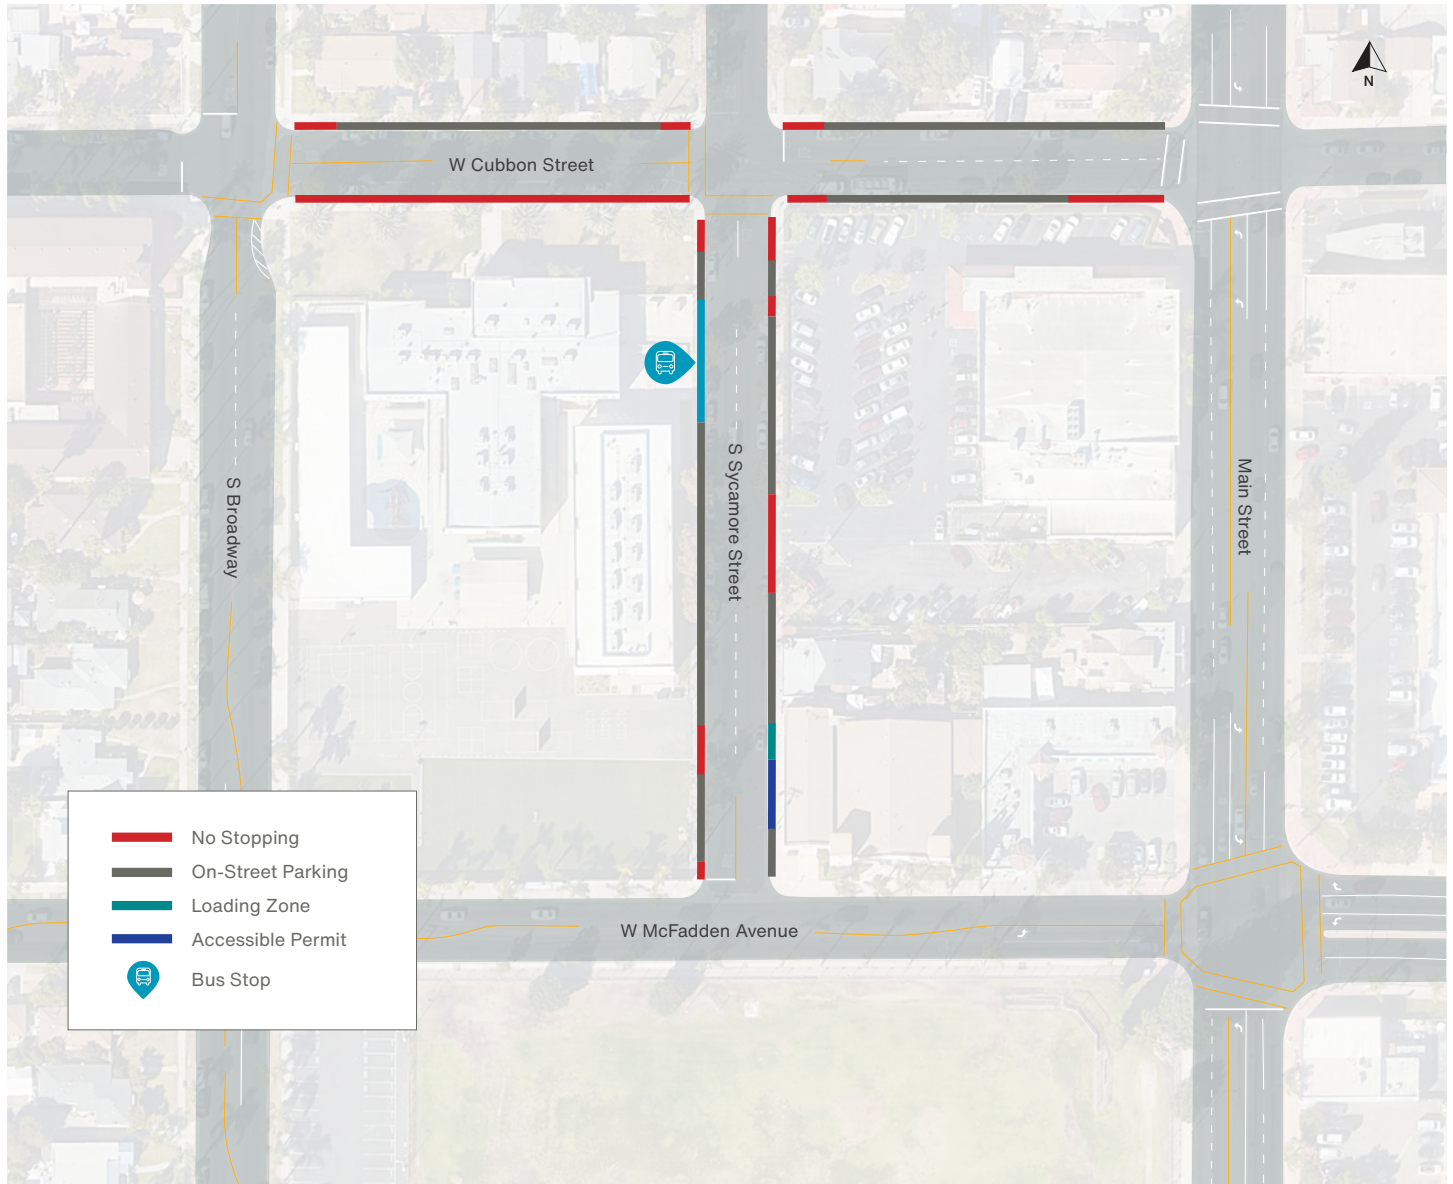 N
W Cubbon Street
S Sycamore Street
Main Street
S Broadway
No Stopping
On-Street Parking
Loading Zone
Accessible Permit
Bus Stop
W McFadden Avenue